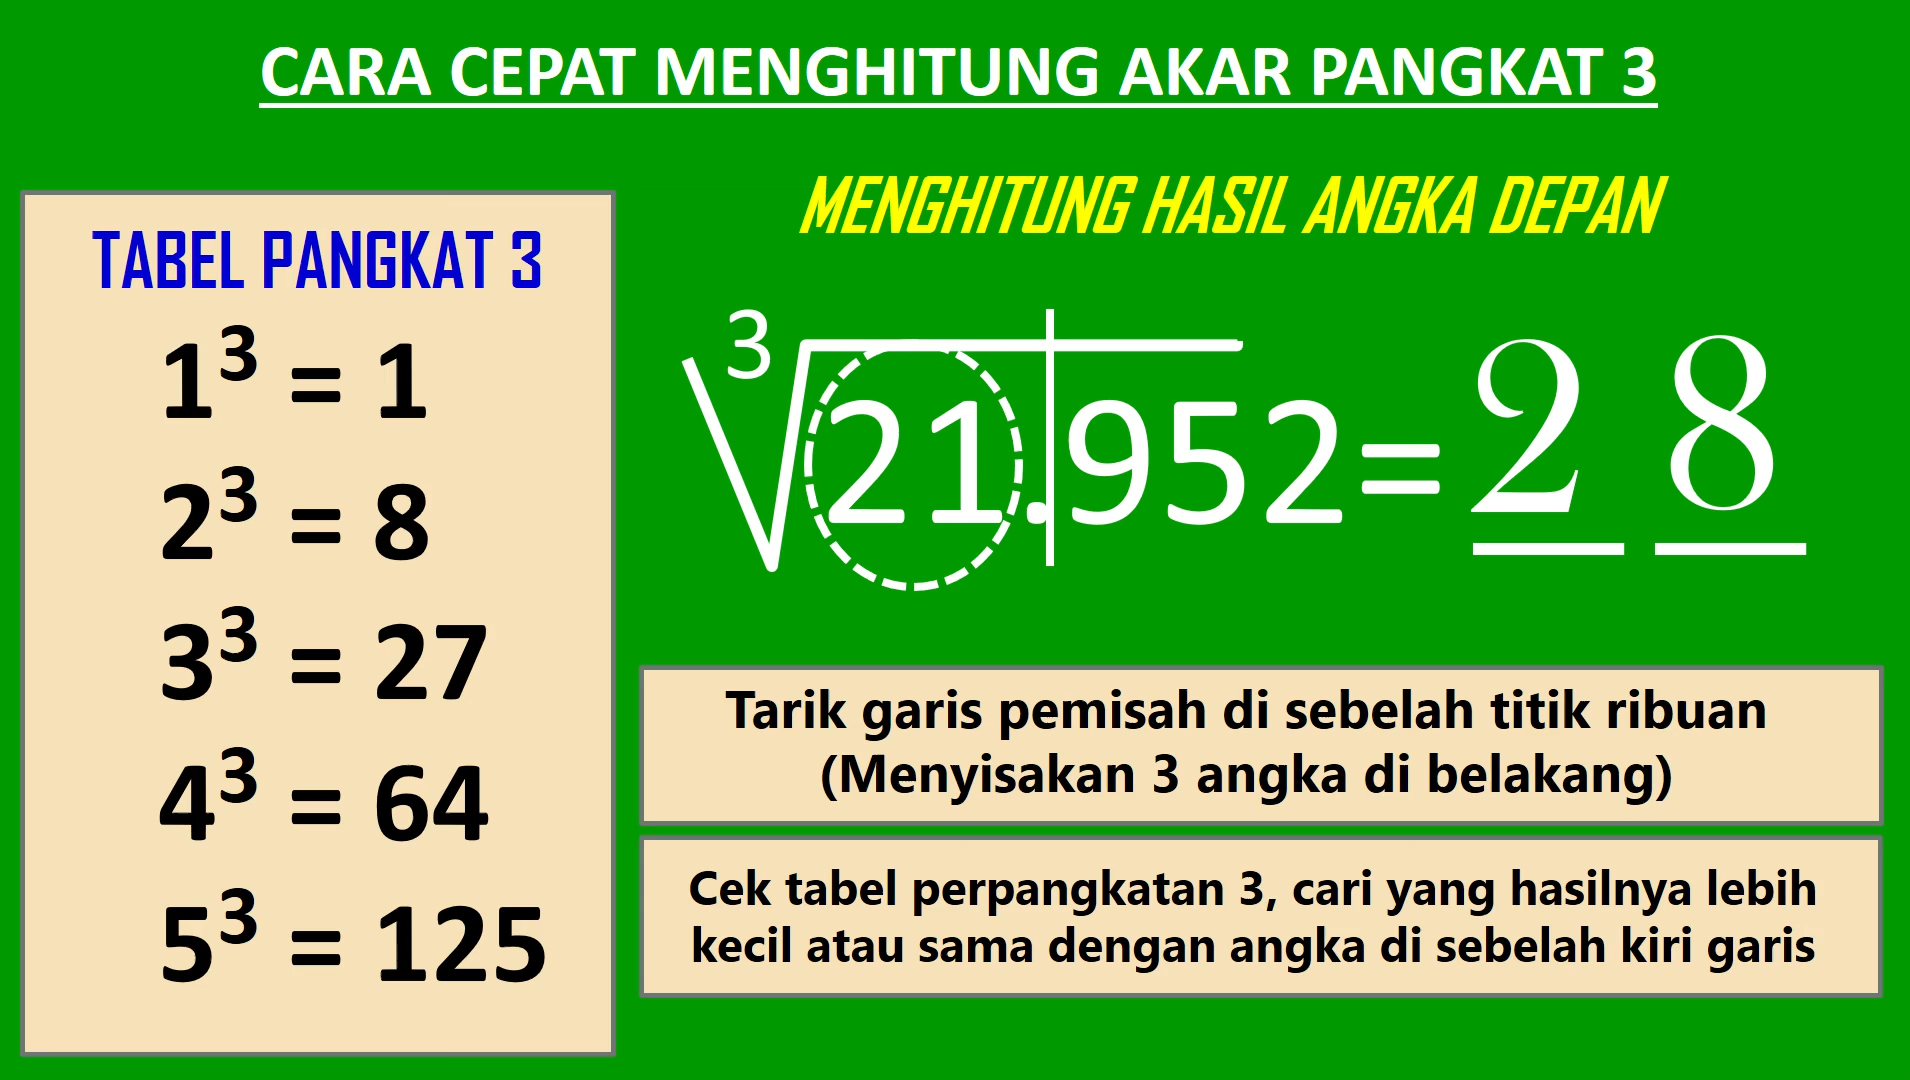 CARA CEPAT MENGHITUNG AKAR PANGKAT 3
TABEL PANGKAT 3
1³ = 1
2³ = 8
3³ = 27
4³ = 64
5³ = 125
MENGHITUNG HASIL ANGKA DEPAN
³√21.|952= 2 8
Tarik garis pemisah di sebelah titik ribuan
(Menyisakan 3 angka di belakang)
Cek tabel perpangkatan 3, cari yang hasilnya lebih
kecil atau sama dengan angka di sebelah kiri garis